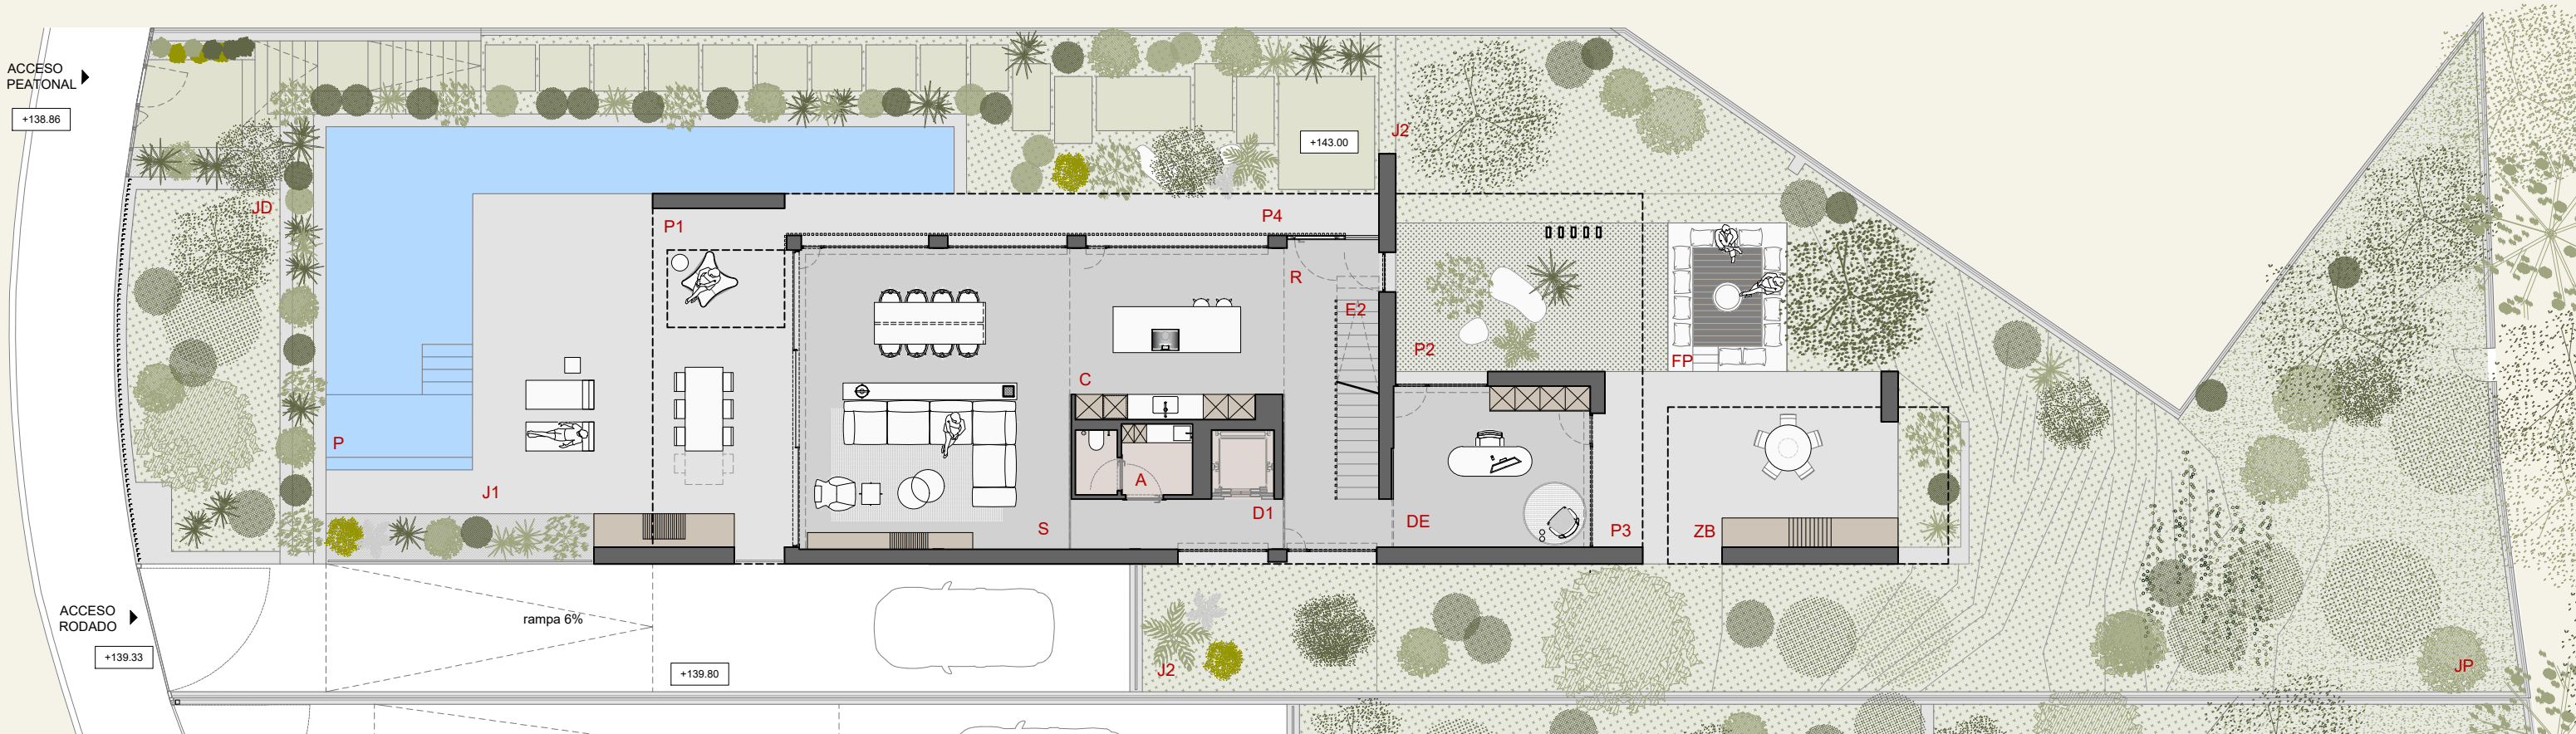 ACCESO
PEATONAL
+138.86
J2
+143.00
JD
P1
P4
R
E2
P2
FP
C
P
A
J1
S
D1
DE
P3
ZB
ACCESO
RODADO
rampa 6%
+139.33
+139.80
J2
JP